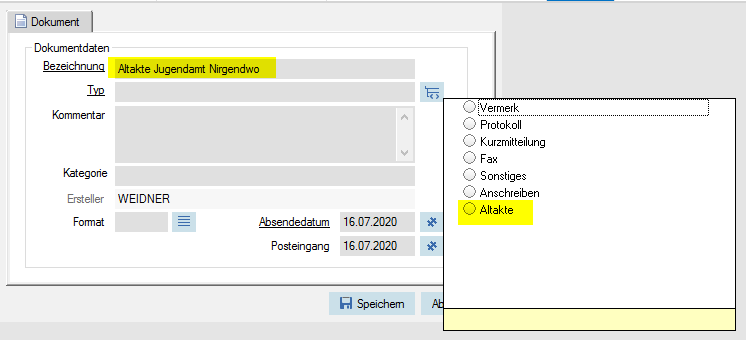 Dokument
Dokumentdaten
Bezeichnung Altakte Jugendamt Nirgendwo
Typ
Kommentar
Kategorie
Ersteller WEIDNER
Format Absendedatum 16.07.2020
Posteingang 16.07.2020
Speichern Ab
Vermerk
Protokoll
Kurzmitteilung
Fax
Sonstiges
Anschreiben
Altakte